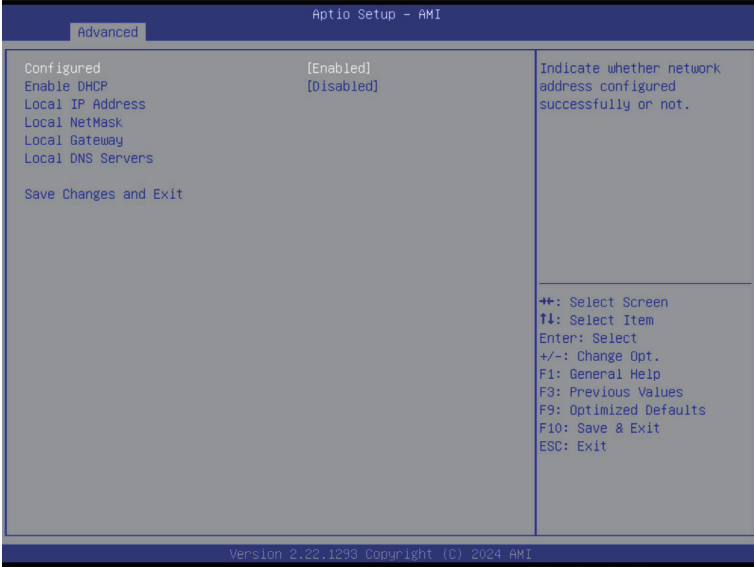 Aptio Setup – AMI
Advanced
Configured [Enabled]
Enable DHCP [Disabled]
Local IP Address
Local NetMask
Local Gateway
Local DNS Servers
Save Changes and Exit
Indicate whether network
address configured
successfully or not.
→←: Select Screen
↑↓: Select Item
Enter: Select
+/-: Change Opt.
F1: General Help
F3: Previous Values
F9: Optimized Defaults
F10: Save & Exit
ESC: Exit
Version 2.22.1293 Copyright (C) 2024 AMI